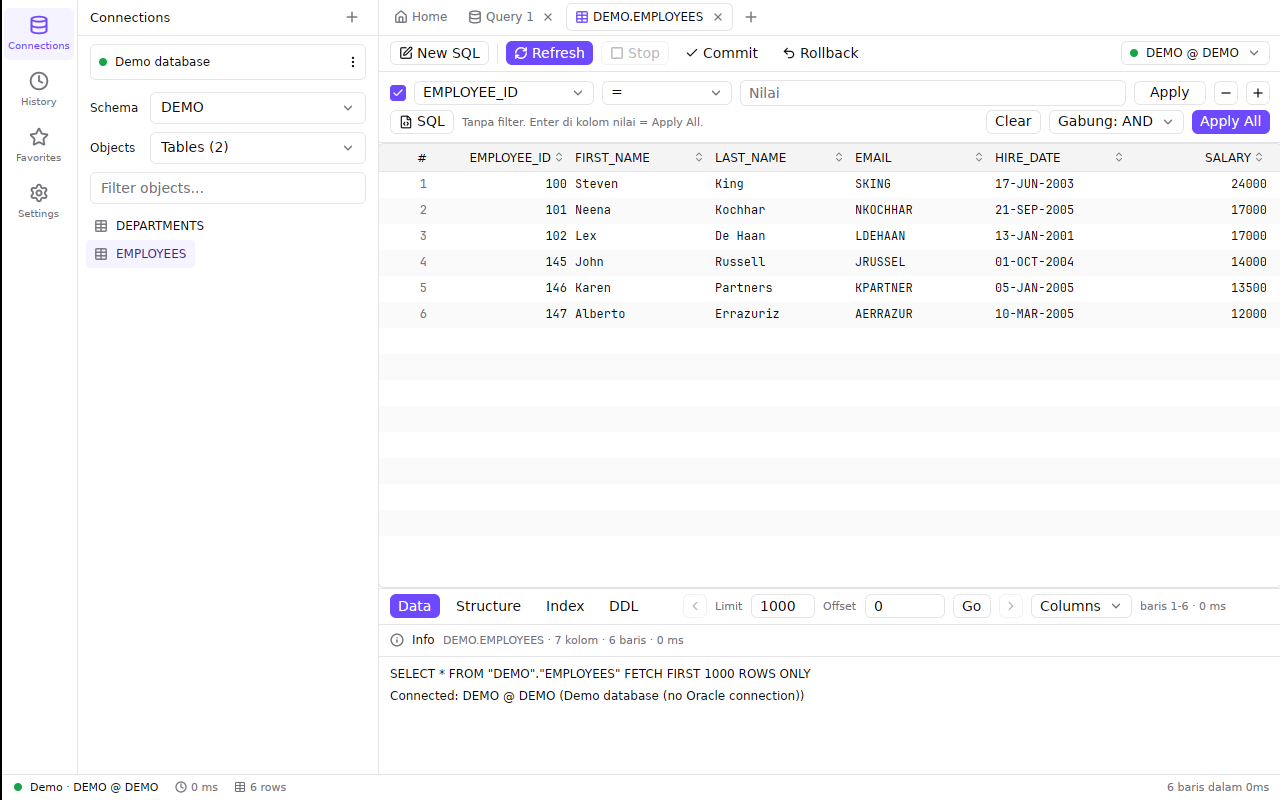 Connections
History
Favorites
Settings
Connections
Demo database
Schema DEMO
Objects Tables (2)
Filter objects...
DEPARTMENTS
EMPLOYEES
Home Query 1 DEMO.EMPLOYEES
New SQL Refresh Stop Commit Rollback DEMO @ DEMO
EMPLOYEE_ID = Nilai Apply
SQL Tanpa filter. Enter di kolom nilai = Apply All. Clear Gabung: AND Apply All
# EMPLOYEE_ID FIRST_NAME LAST_NAME EMAIL HIRE_DATE SALARY
1 100 Steven King SKING 17-JUN-2003 24000
2 101 Neena Kochhar NKOCHHAR 21-SEP-2005 17000
3 102 Lex De Haan LDEHAAN 13-JAN-2001 17000
4 145 John Russell JRUSSEL 01-OCT-2004 14000
5 146 Karen Partners KPARTNER 05-JAN-2005 13500
6 147 Alberto Errazuriz AERRAZUR 10-MAR-2005 12000
Data Structure Index DDL Limit 1000 Offset 0 Go Columns baris 1-6 · 0 ms
Info DEMO.EMPLOYEES · 7 kolom · 6 baris · 0 ms
SELECT * FROM "DEMO"."EMPLOYEES" FETCH FIRST 1000 ROWS ONLY
Connected: DEMO @ DEMO (Demo database (no Oracle connection))
Demo · DEMO @ DEMO 0 ms 6 rows 6 baris dalam 0ms